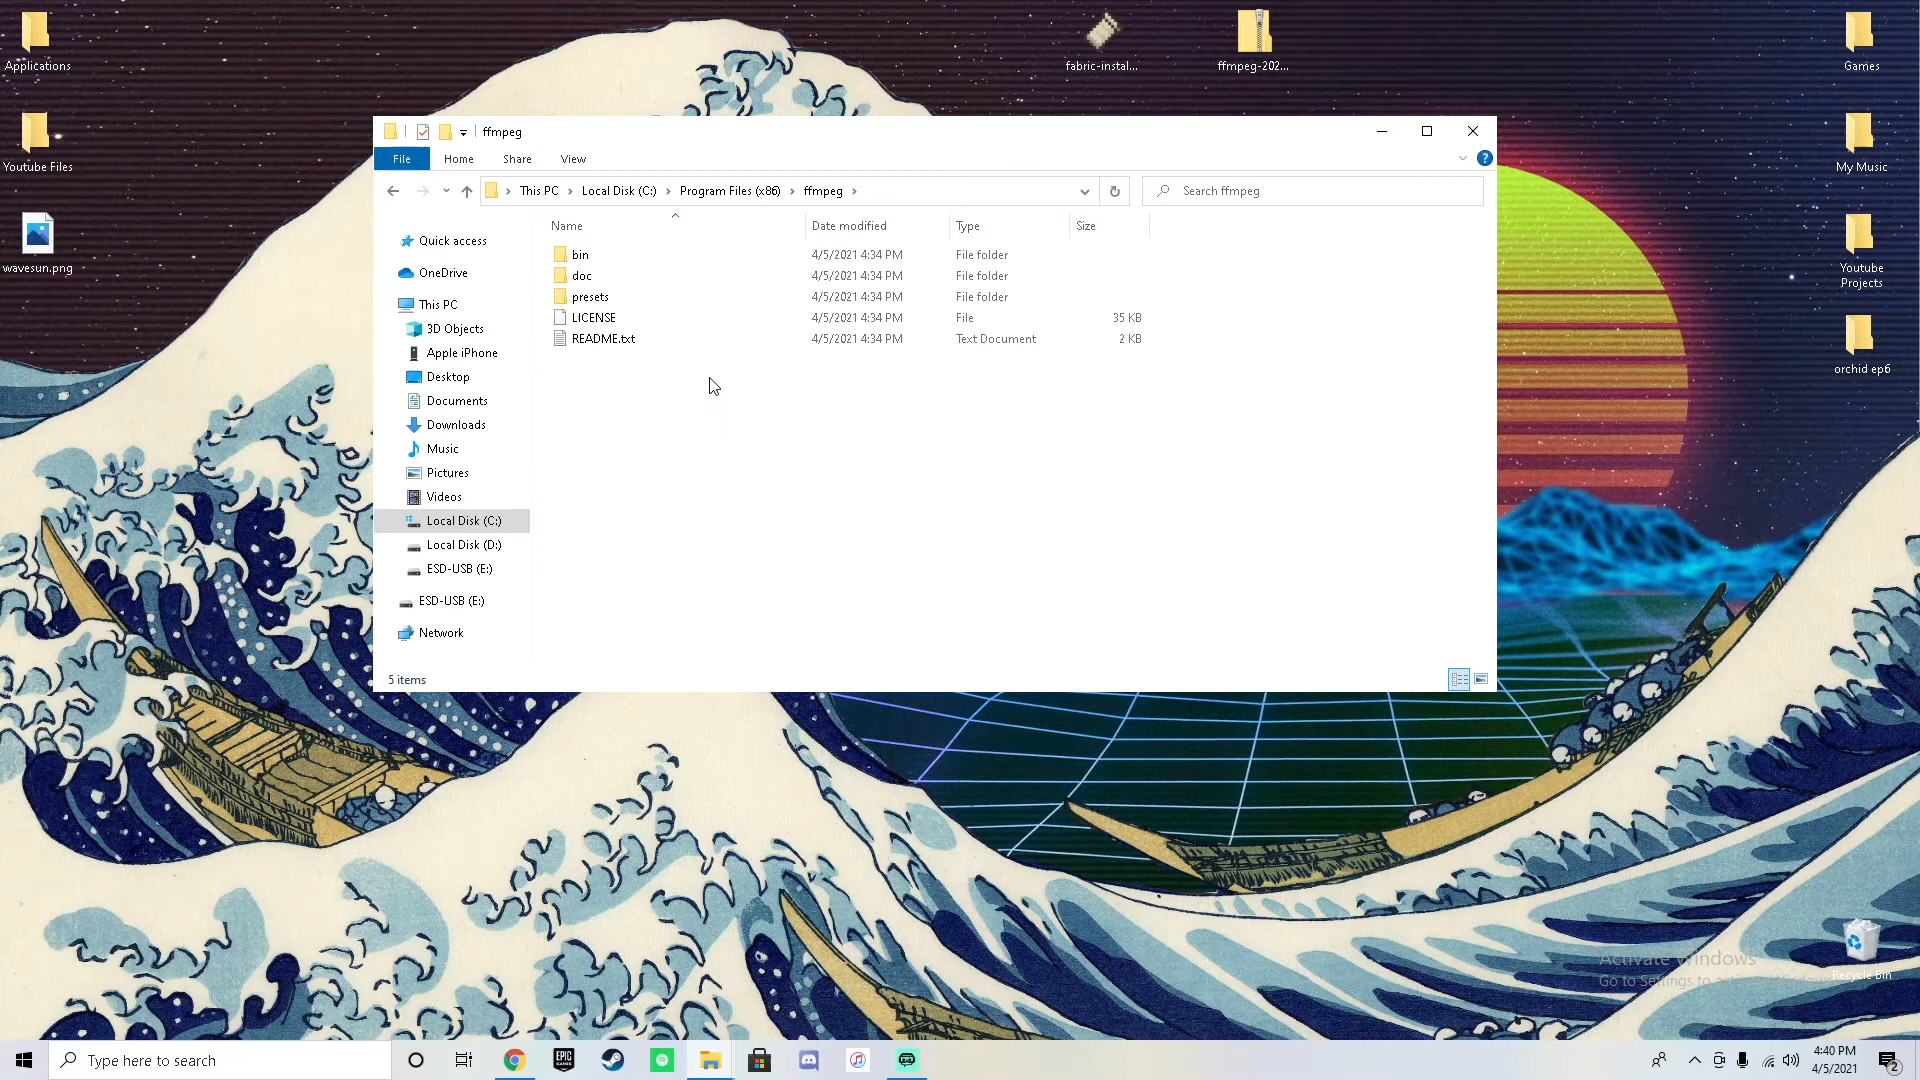 Applications
Youtube Files
wavesun.png
fabric-instal...
ffmpeg-202...
Games
My Music
Youtube
Projects
orchid ep6
ffmpeg
File Home Share View
This PC Local Disk (C:) Program Files (x86) ffmpeg
Search ffmpeg
Name Date modified Type Size
bin 4/5/2021 4:34 PM File folder
doc 4/5/2021 4:34 PM File folder
presets 4/5/2021 4:34 PM File folder
LICENSE 4/5/2021 4:34 PM File 35 KB
README.txt 4/5/2021 4:34 PM Text Document 2 KB
Quick access
OneDrive
This PC
3D Objects
Apple iPhone
Desktop
Documents
Downloads
Music
Pictures
Videos
Local Disk (C:)
Local Disk (D:)
ESD-USB (E:)
ESD-USB (E:)
Network
5 items
Activate Windows
Go to Settings to
Recycle Bin
Type here to search
EPIC
GAMES
4:40 PM
4/5/2021
2